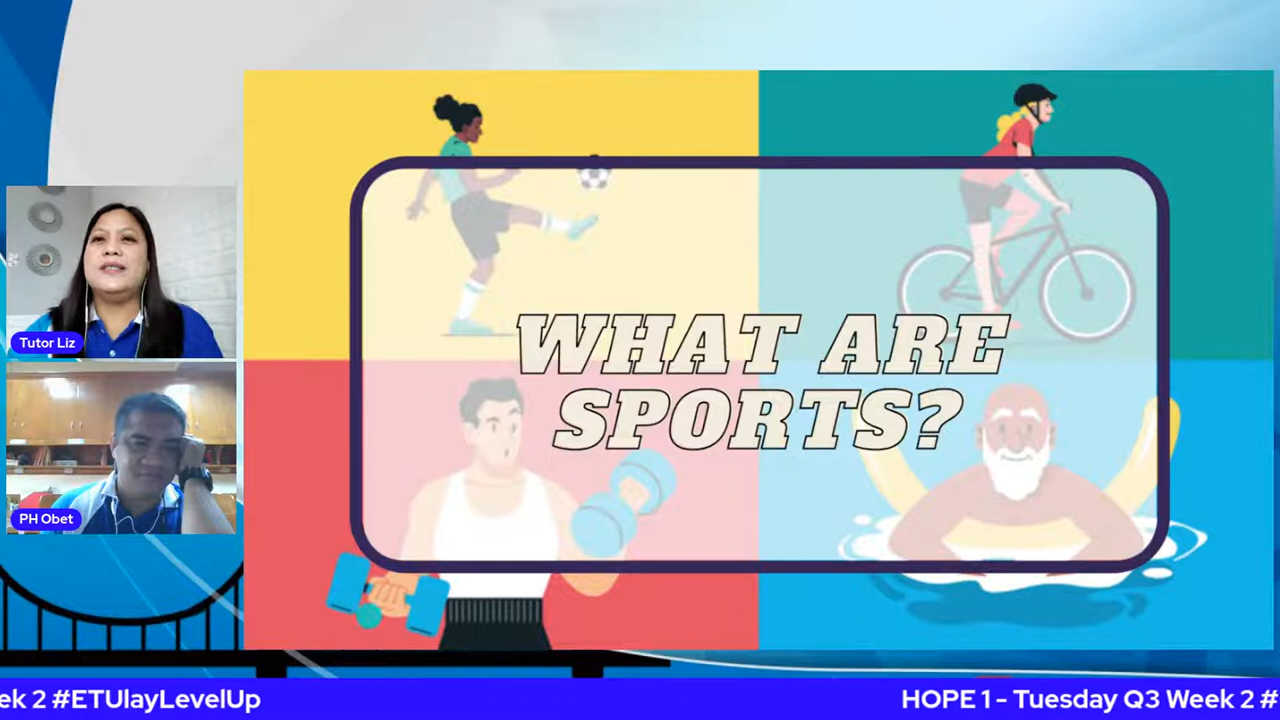 WHAT ARE
SPORTS?
Tutor Liz
PH Obet
ek 2 #ETUlayLevelUp
HOPE 1 - Tuesday Q3 Week 2 #